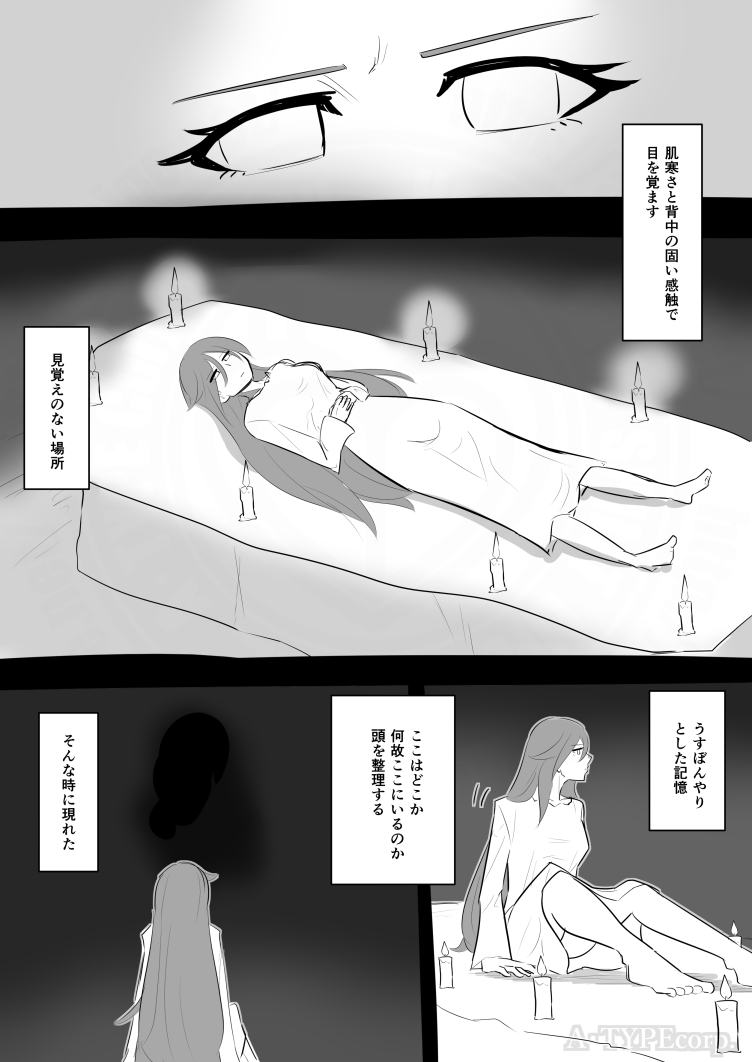 肌寒さと背中の固い感触で
目を覚ます
見覚えのない場所
うすぼんやり
とした記憶
ここはどこか
何故ここにいるのか
頭を整理する
そんな時に現れた
A-TYPEcorp.